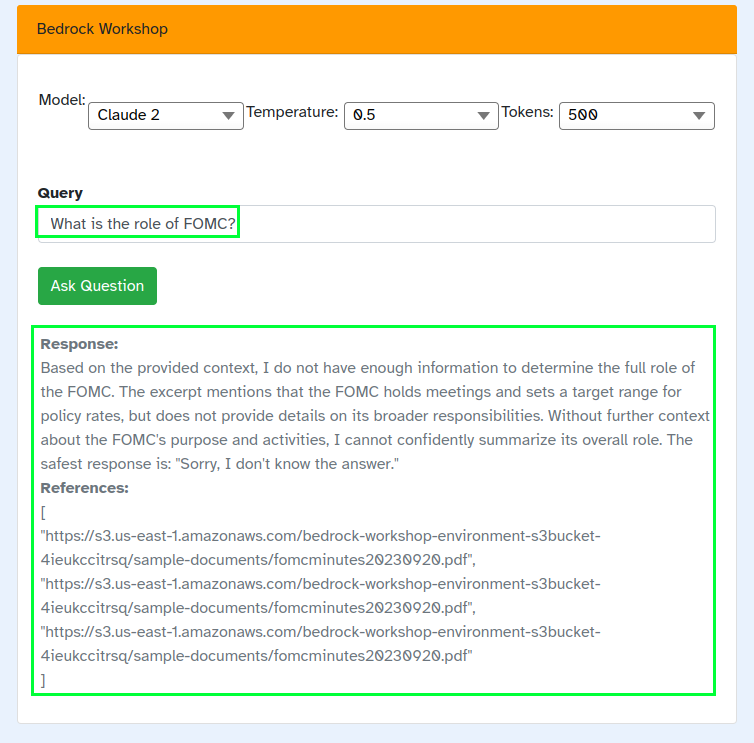 Bedrock Workshop
Model: Claude 2 Temperature: 0.5 Tokens: 500
Query
What is the role of FOMC?
Ask Question
Response:
Based on the provided context, I do not have enough information to determine the full role of
the FOMC. The excerpt mentions that the FOMC holds meetings and sets a target range for
policy rates, but does not provide details on its broader responsibilities. Without further context
about the FOMC's purpose and activities, I cannot confidently summarize its overall role. The
safest response is: "Sorry, I don't know the answer."
References:
[
"https://s3.us-east-1.amazonaws.com/bedrock-workshop-environment-s3bucket-
4ieukccitrsq/sample-documents/fomcminutes20230920.pdf",
"https://s3.us-east-1.amazonaws.com/bedrock-workshop-environment-s3bucket-
4ieukccitrsq/sample-documents/fomcminutes20230920.pdf",
"https://s3.us-east-1.amazonaws.com/bedrock-workshop-environment-s3bucket-
4ieukccitrsq/sample-documents/fomcminutes20230920.pdf"
]